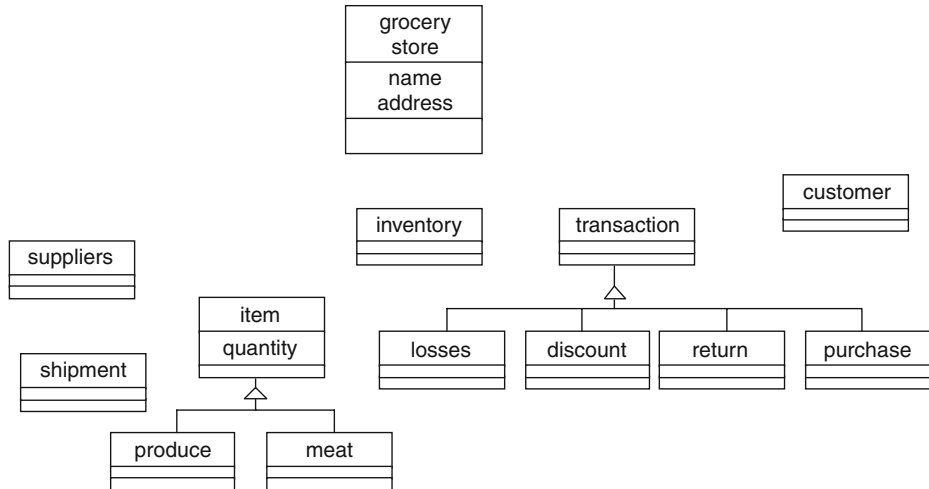 grocery
store
name
address
customer
inventory
transaction
suppliers
item
quantity
losses
discount
return
purchase
shipment
produce
meat